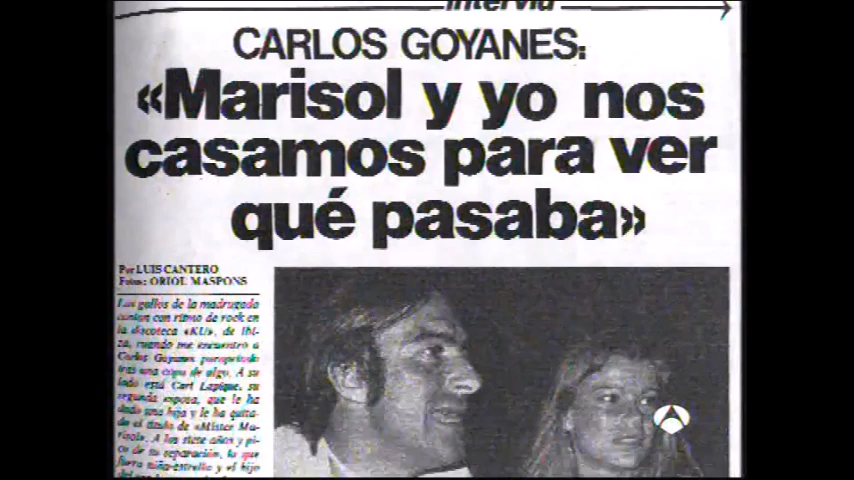 interviú
CARLOS GOYANES:
«Marisol y yo nos
casamos para ver
qué pasaba»
Por LUIS CANTERO
Fotos: ORIOL MASPONS
Los gallos de la madrugada
cantan con ritmo de rock en
la discoteca «KU», de Ibi-
za, cuando me encuentro a
Carlos Goyanes parapetado
tras una copa de algo. A su
lado está Cari Lapique, su
segunda esposa, que le ha
dado una hija y le ha quita-
do el título de «Míster Ma-
risol». A los siete años y pi-
co de su separación, lo que
fuera niña-estrella y el hijo